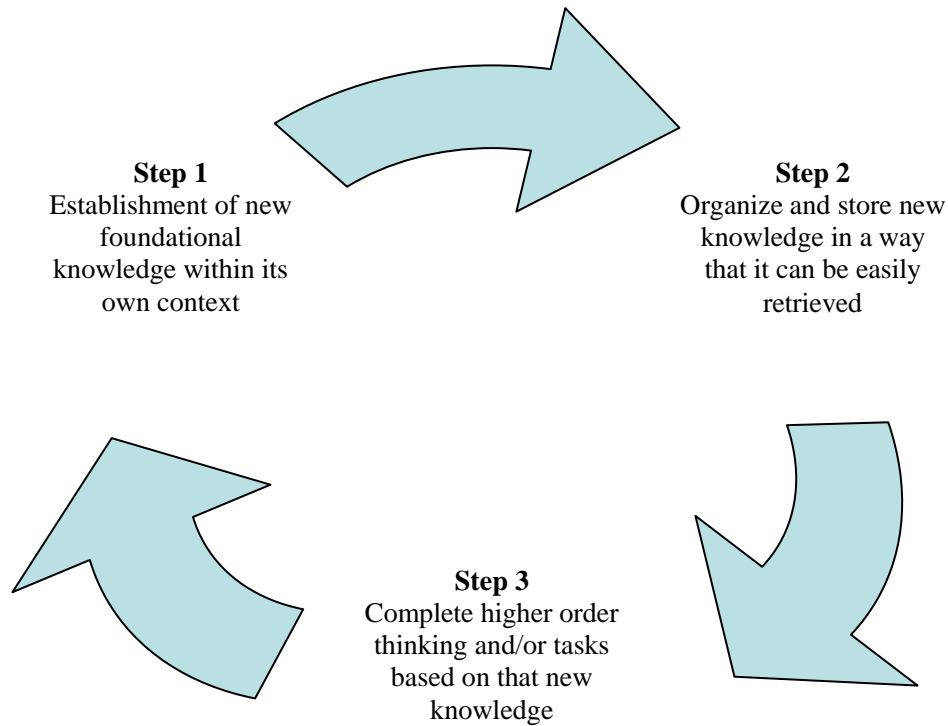 Step 1
Establishment of new
foundational
knowledge within its
own context
Step 2
Organize and store new
knowledge in a way
that it can be easily
retrieved
Step 3
Complete higher order
thinking and/or tasks
based on that new
knowledge